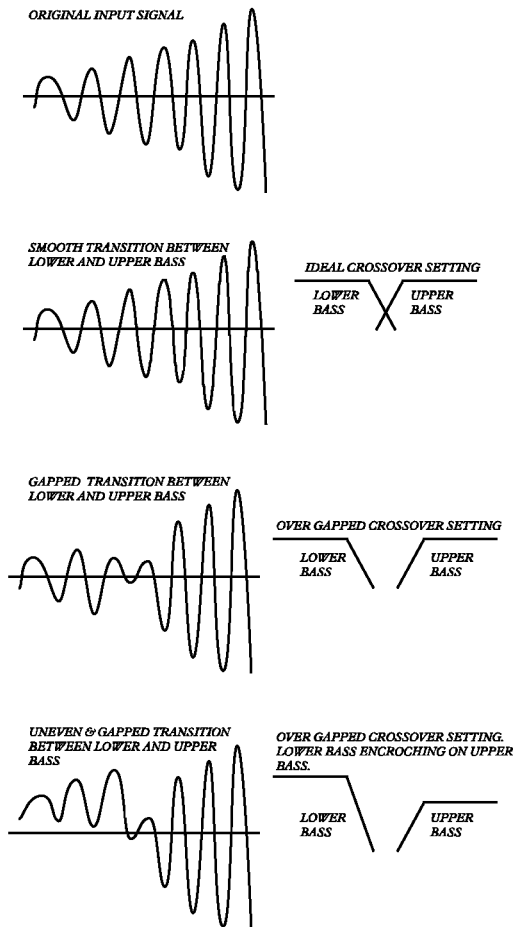 ORIGINAL INPUT SIGNAL
SMOOTH TRANSITION BETWEEN
LOWER AND UPPER BASS
IDEAL CROSSOVER SETTING
LOWER
BASS
UPPER
BASS
GAPPED TRANSITION BETWEEN
LOWER AND UPPER BASS
OVER GAPPED CROSSOVER SETTING
LOWER
BASS
UPPER
BASS
UNEVEN & GAPPED TRANSITION
BETWEEN LOWER AND UPPER
BASS
OVER GAPPED CROSSOVER SETTING.
LOWER BASS ENCROCHING ON UPPER
BASS.
LOWER
BASS
UPPER
BASS